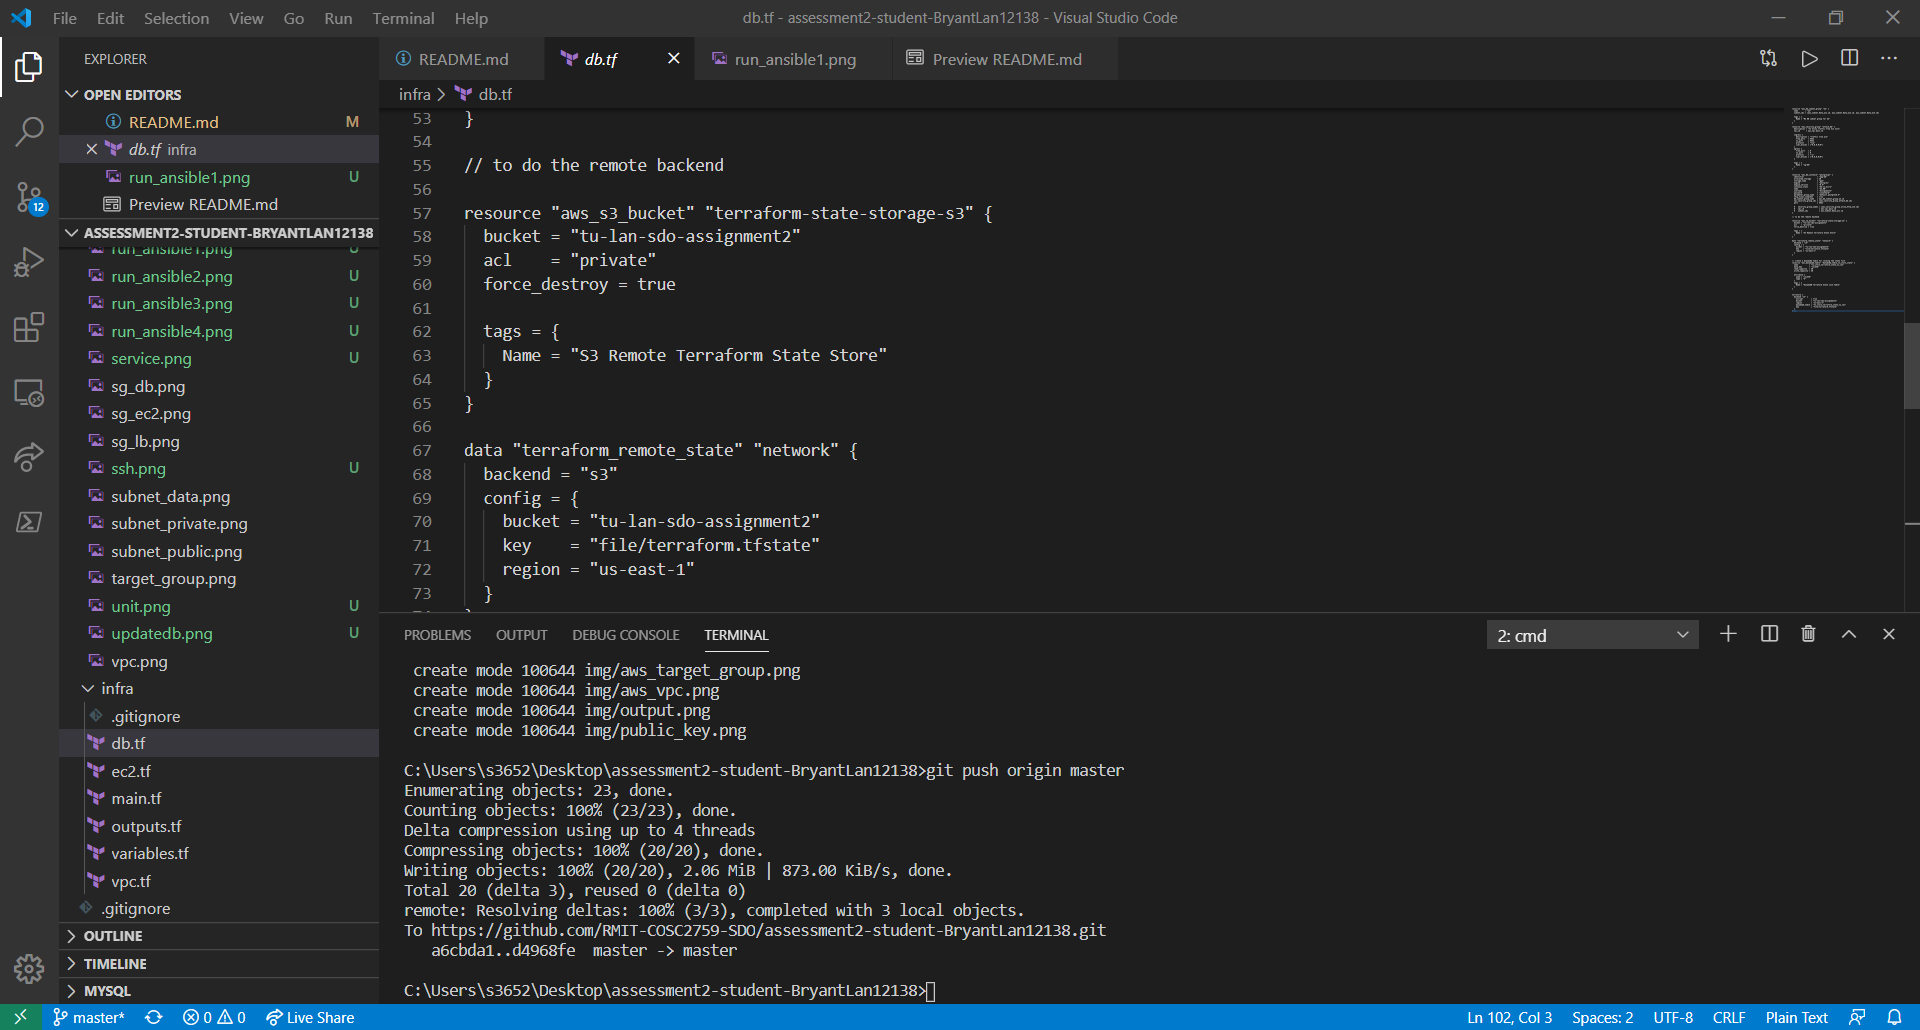 File Edit Selection View Go Run Terminal Help
db.tf - assessment2-student-BryantLan12138 - Visual Studio Code
EXPLORER
OPEN EDITORS
README.md M
db.tf infra
run_ansible1.png U
Preview README.md
12
ASSESSMENT2-STUDENT-BRYANTLAN12138
run_ansible1.png U
run_ansible2.png U
run_ansible3.png U
run_ansible4.png U
service.png U
sg_db.png
sg_ec2.png
sg_lb.png
ssh.png U
subnet_data.png
subnet_private.png
subnet_public.png
target_group.png
unit.png U
updatedb.png U
vpc.png
infra
.gitignore
db.tf
ec2.tf
main.tf
outputs.tf
variables.tf
vpc.tf
.gitignore
OUTLINE
TIMELINE
MYSQL
README.md
db.tf
run_ansible1.png
Preview README.md
infra > db.tf
53 }
54
55 // to do the remote backend
56
57 resource "aws_s3_bucket" "terraform-state-storage-s3" {
58 bucket = "tu-lan-sdo-assignment2"
59 acl    = "private"
60 force_destroy = true
61
62 tags = {
63 Name = "S3 Remote Terraform State Store"
64 }
65 }
66
67 data "terraform_remote_state" "network" {
68 backend = "s3"
69 config = {
70 bucket = "tu-lan-sdo-assignment2"
71 key    = "file/terraform.tfstate"
72 region = "us-east-1"
73 }
PROBLEMS OUTPUT DEBUG CONSOLE TERMINAL
2: cmd
create mode 100644 img/aws_target_group.png
create mode 100644 img/aws_vpc.png
create mode 100644 img/output.png
create mode 100644 img/public_key.png
C:\Users\s3652\Desktop\assessment2-student-BryantLan12138>git push origin master
Enumerating objects: 23, done.
Counting objects: 100% (23/23), done.
Delta compression using up to 4 threads
Compressing objects: 100% (20/20), done.
Writing objects: 100% (20/20), 2.06 MiB | 873.00 KiB/s, done.
Total 20 (delta 3), reused 0 (delta 0)
remote: Resolving deltas: 100% (3/3), completed with 3 local objects.
To https://github.com/RMIT-COSC2759-SDO/assessment2-student-BryantLan12138.git
a6cbda1..d4968fe  master -> master
C:\Users\s3652\Desktop\assessment2-student-BryantLan12138>
master* 0 0 Live Share
Ln 102, Col 3 Spaces: 2 UTF-8 CRLF Plain Text